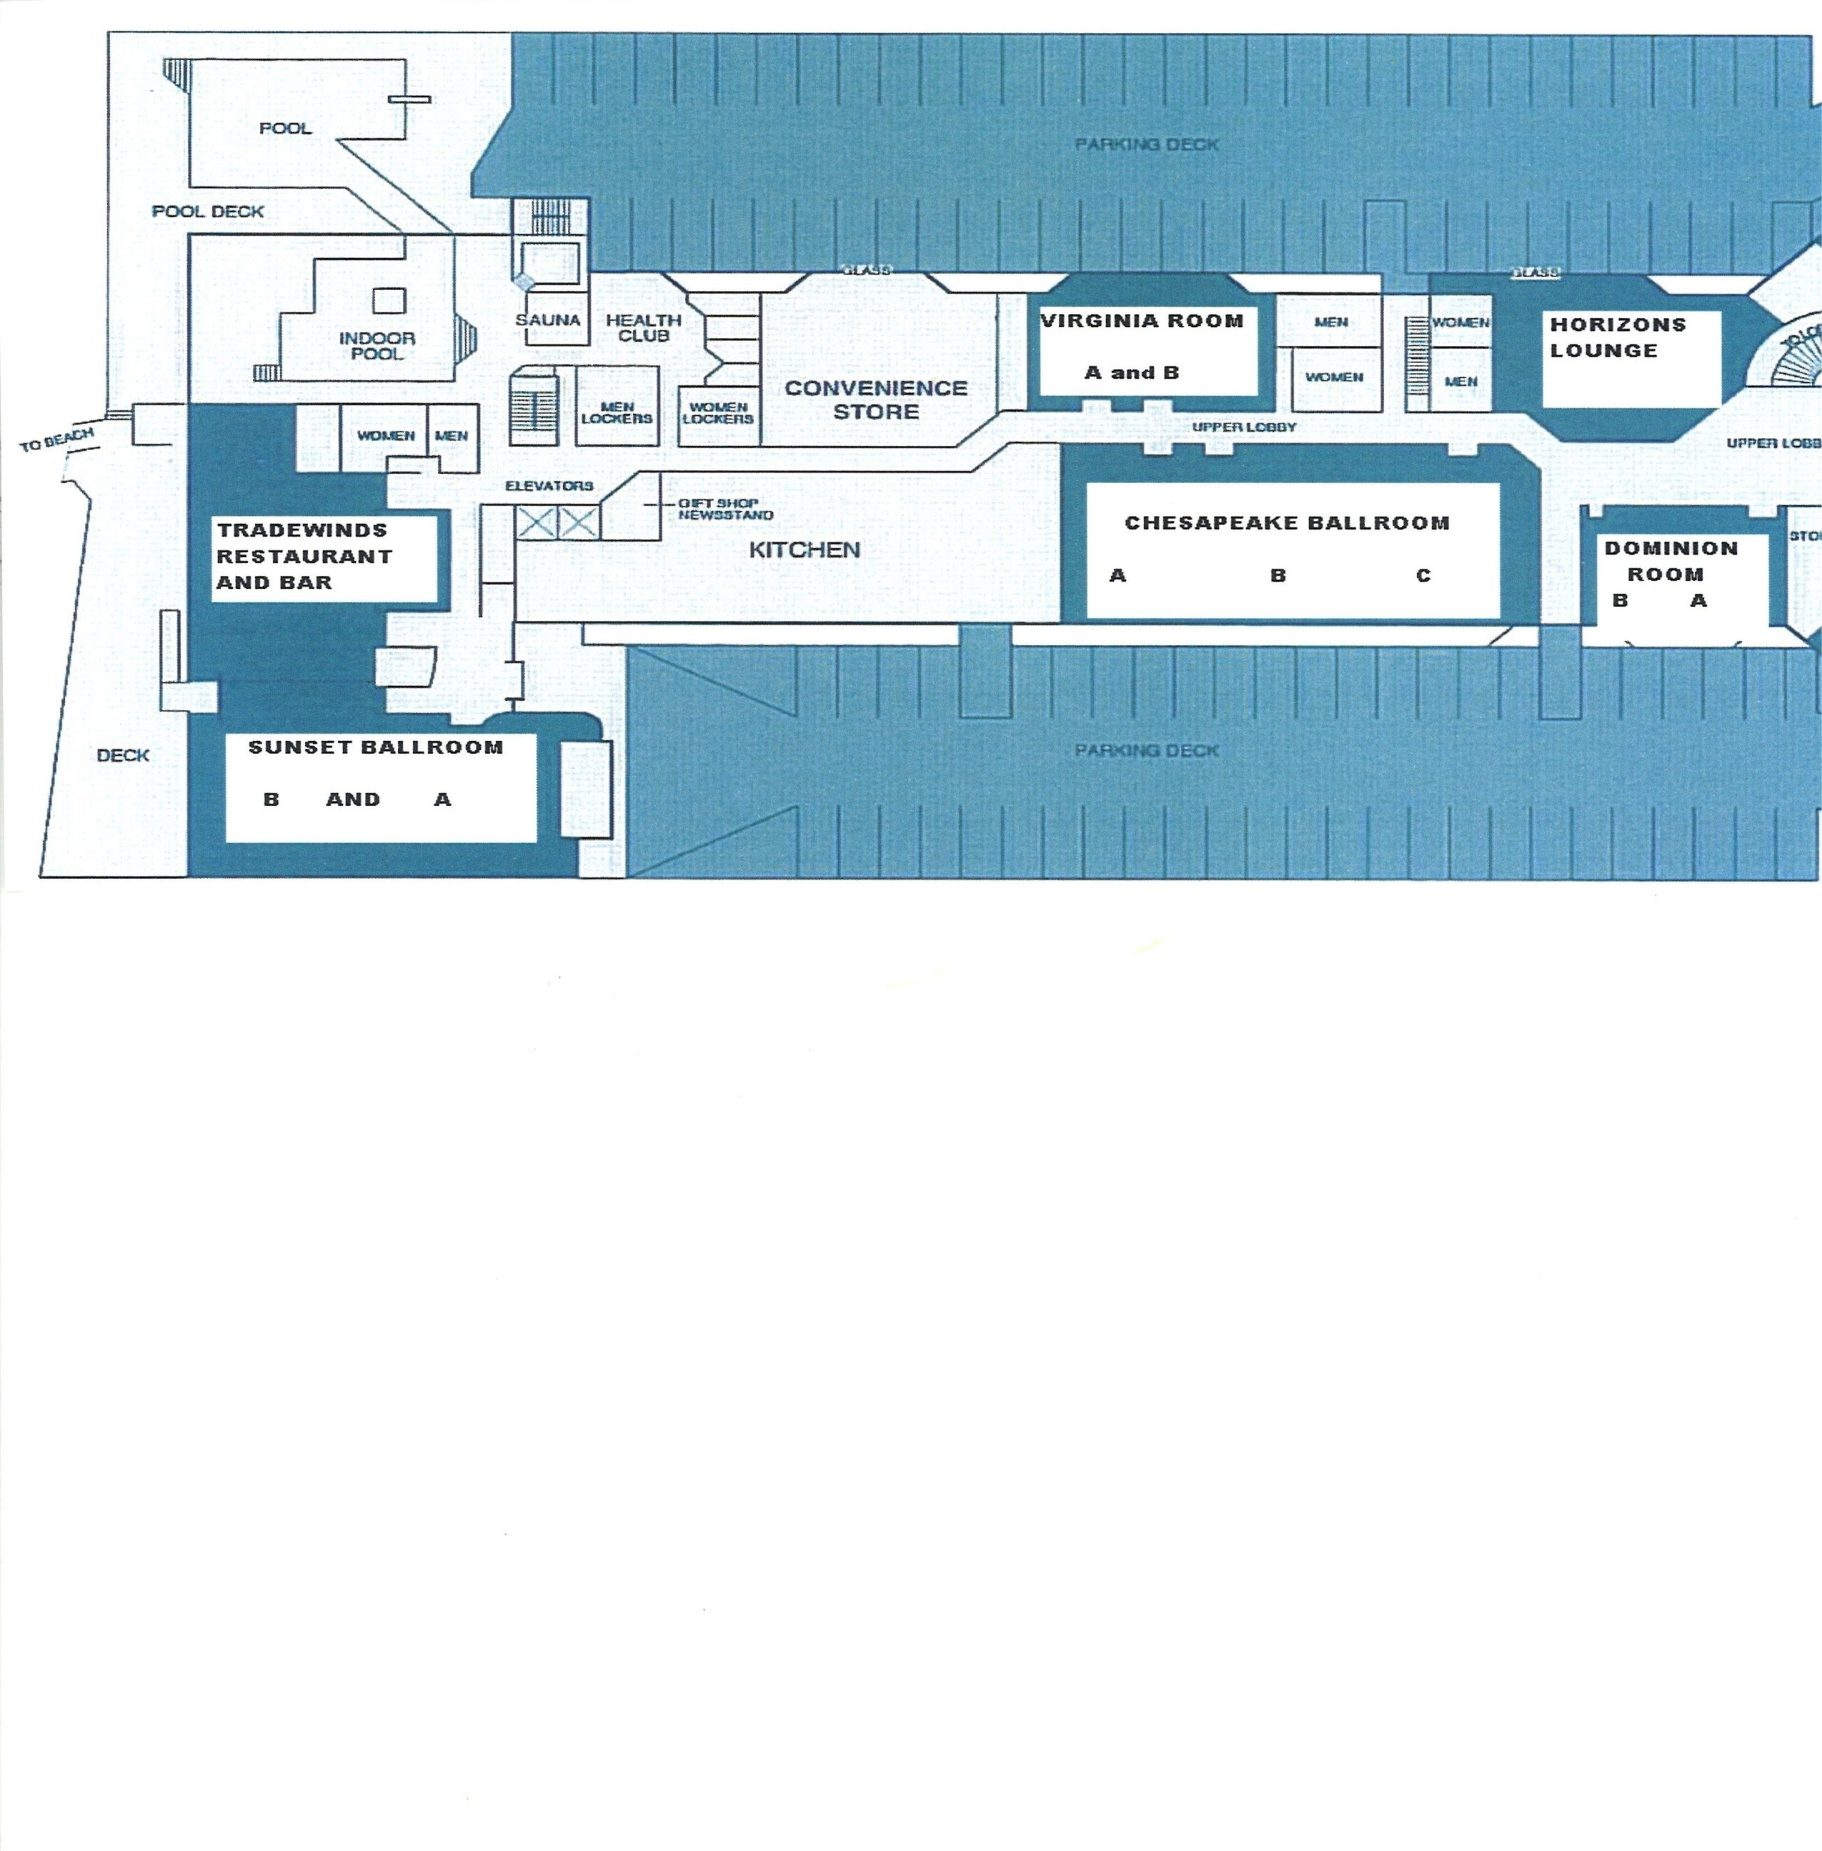 POOL
PARKING DECK
POOL DECK
GLASS
GLASS
SAUNA
HEALTH
CLUB
INDOOR
POOL
VIRGINIA ROOM
A and B
MEN
WOMEN
WOMEN
MEN
HORIZONS
LOUNGE
CONVENIENCE
STORE
MEN
LOCKERS
WOMEN
LOCKERS
UPPER LOBBY
UPPER LOBB
TO BEACH
WOMEN
MEN
ELEVATORS
GIFT SHOP
NEWSSTAND
KITCHEN
TRADEWINDS
RESTAURANT
AND BAR
CHESAPEAKE BALLROOM
A B C
DOMINION
ROOM
B A
STO
DECK
SUNSET BALLROOM
B AND A
PARKING DECK